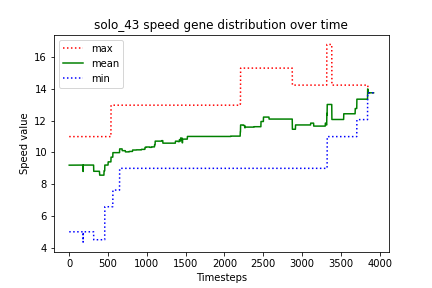 solo_43 speed gene distribution over time
max
mean
min
Speed value
16
14
12
10
8
6
4
0 500 1000 1500 2000 2500 3000 3500 4000
Timesteps